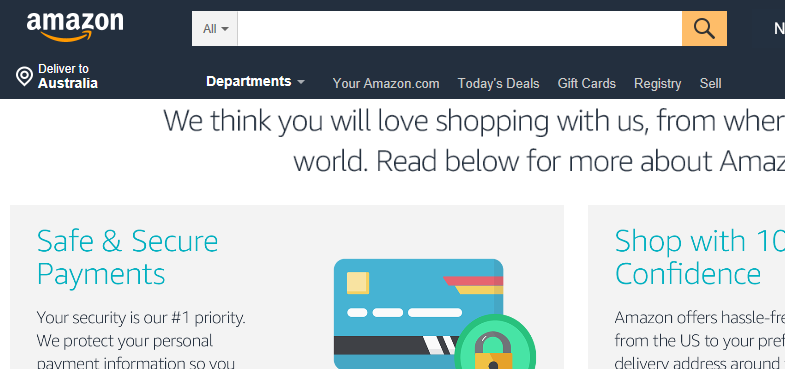 amazon
All
N
Deliver to
Australia
Departments Your Amazon.com Today's Deals Gift Cards Registry Sell
We think you will love shopping with us, from wher
world. Read below for more about Amaz
Safe & Secure
Payments
Your security is our #1 priority.
We protect your personal
payment information so you
Shop with 10
Confidence
Amazon offers hassle-fre
from the US to your pref
delivery address around